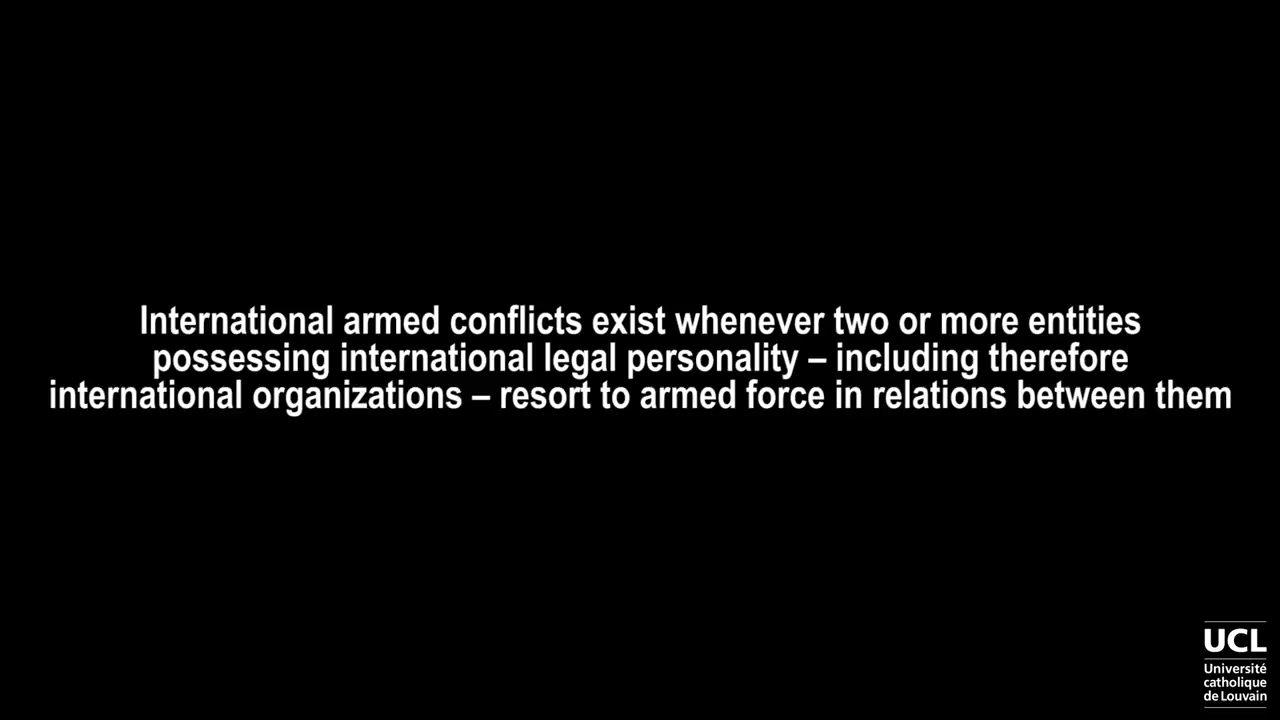 International armed conflicts exist whenever two or more entities
possessing international legal personality – including therefore
international organizations – resort to armed force in relations between them
UCL
Université
catholique
de Louvain